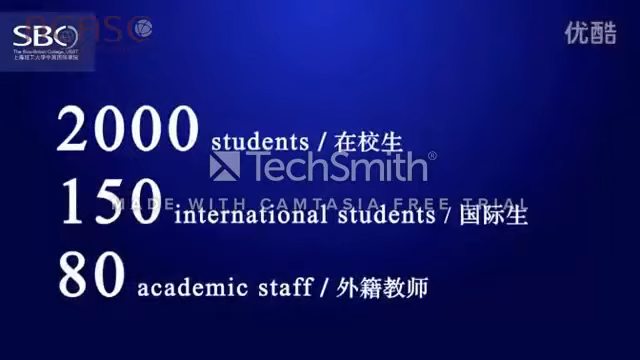 SBC
The Sino-British College, USST
上海理工大学中英国际学院
优酷
2000 students / 在校生
TechSmith®
150 international students / 国际生
MADE WITH CAMTASIA FREE TRIAL
80 academic staff / 外籍教师